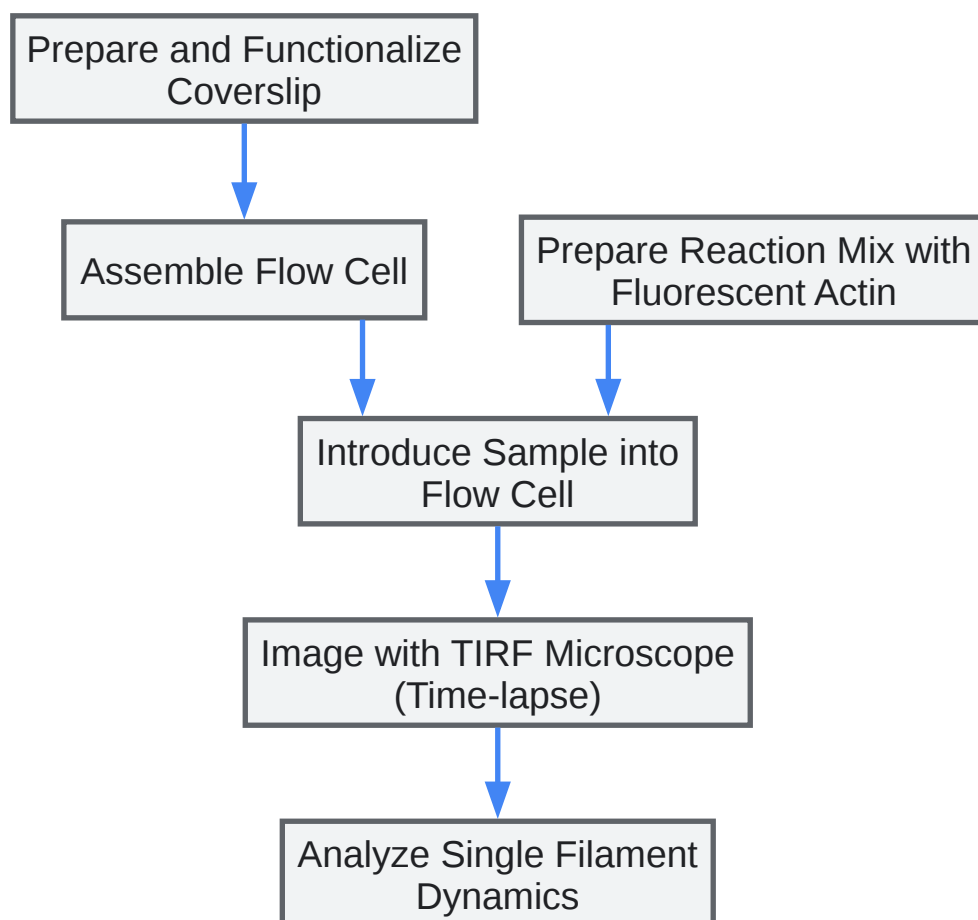 Prepare and Functionalize
Coverslip
Assemble Flow Cell
Prepare Reaction Mix with
Fluorescent Actin
Introduce Sample into
Flow Cell
Image with TIRF Microscope
(Time-lapse)
Analyze Single Filament
Dynamics